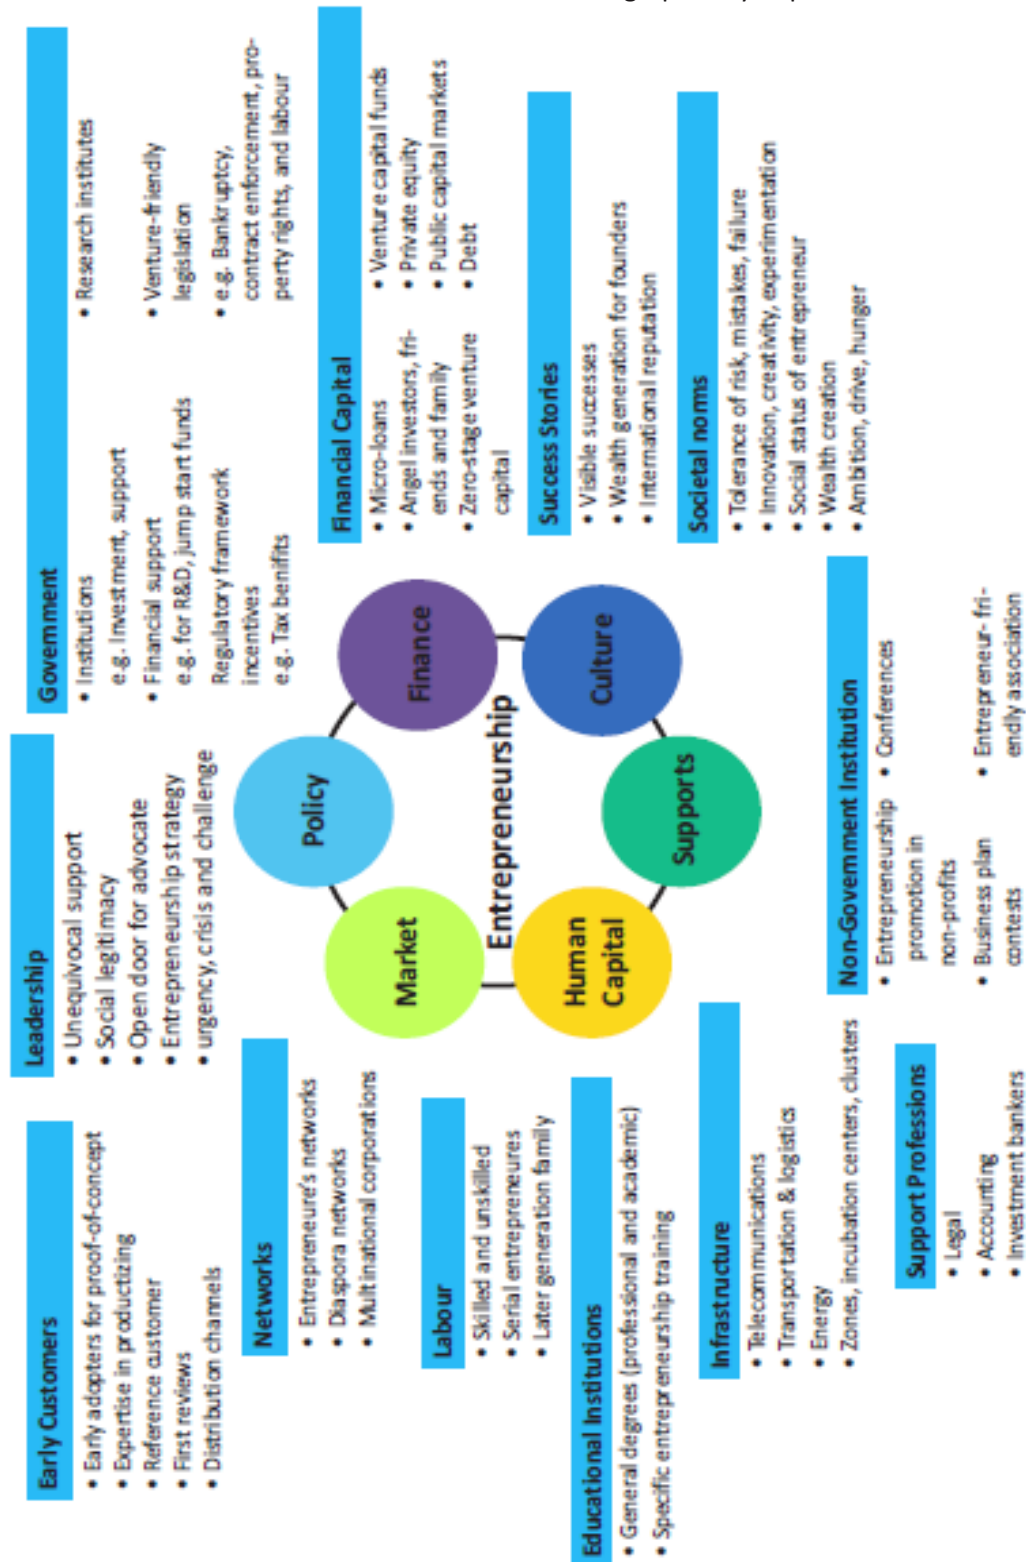 Early Customers
• Early adopters for proof-of-concept
• Expertise in productizing
• Reference customer
• First reviews
• Distribution channels
Leadership
• Unequivocal support
• Social legitimacy
• Open door for advocate
• Entrepreneurship strategy
• urgency, crisis and challenge
Government
• Institutions
e.g. Investment, support
• Financial support
e.g. for R&D, jump start funds
Regulatory framework
incentives
e.g. Tax benifits
• Research institutes
• Venture-friendly
legislation
• e.g. Bankruptcy,
contract enforcement, pro-
perty rights, and labour
Networks
• Entrepreneure's networks
• Diaspora networks
• Multinational corporations
Labour
• Skilled and unskilled
• Serial entrepreneures
• Later generation family
Educational Institutions
• General degrees (professional and academic)
• Specific entrepreneurship training
Policy
Market
Finance
Entrepreneurship
Human
Capital
Culture
Supports
Financial Capital
• Micro-loans
• Angel investors, fri-
ends and family
• Zero-stage venture
capital
• Venture capital funds
• Private equity
• Public capital markets
• Debt
Success Stories
• Visible successes
• Wealth generation for founders
• International reputation
Societal norms
• Tolerance of risk, mistakes, failure
• Innovation, creativity, experimentation
• Social status of entrepreneur
• Wealth creation
• Ambition, drive, hunger
Infrastructure
• Telecommunications
• Transportation & logistics
• Energy
• Zones, incubation centers, clusters
Support Professions
• Legal
• Accounting
• Investment bankers
Non-Government Institution
• Entrepreneurship
promotion in
non-profits
• Business plan
contests
• Conferences
• Entrepreneur- fri-
endly association